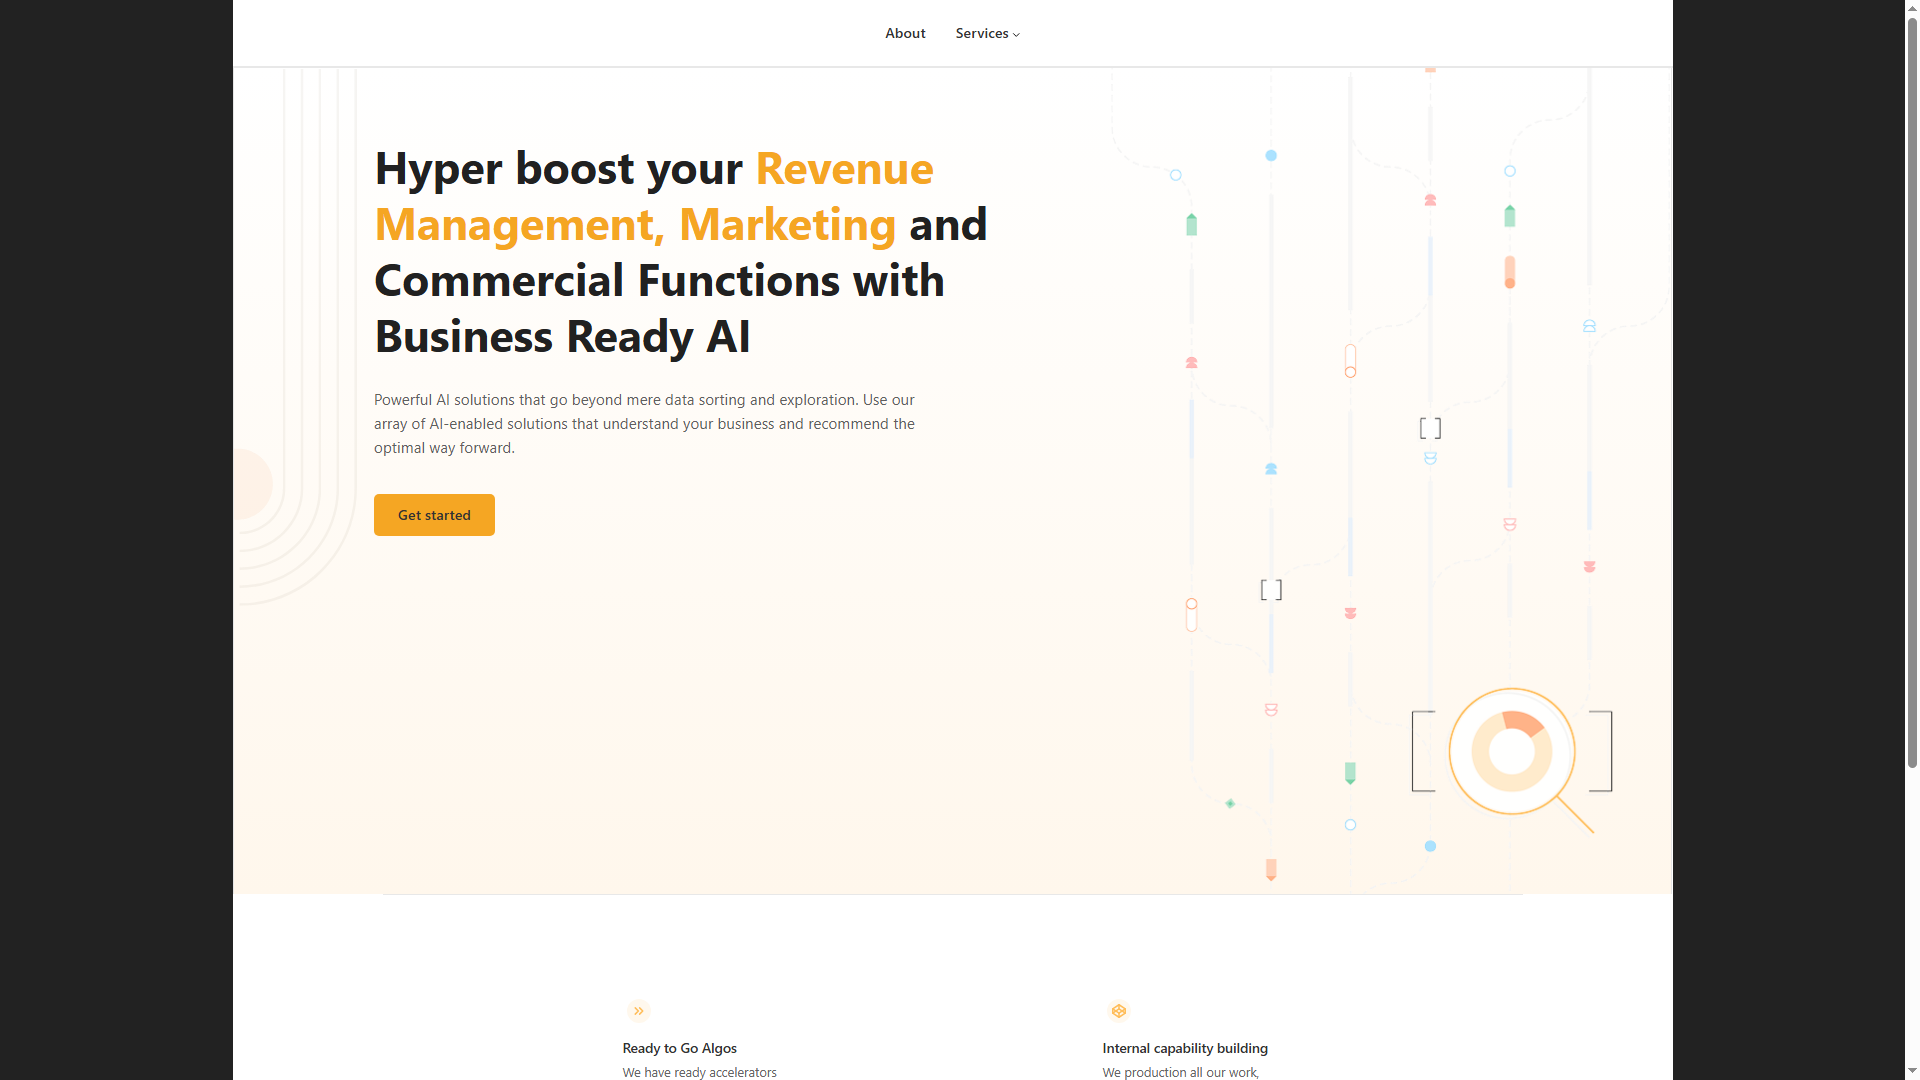 About
Services
Hyper boost your Revenue
Management, Marketing and
Commercial Functions with
Business Ready AI
Powerful AI solutions that go beyond mere data sorting and exploration. Use our
array of AI-enabled solutions that understand your business and recommend the
optimal way forward.
Get started
Ready to Go Algos
We have ready accelerators
Internal capability building
We production all our work,